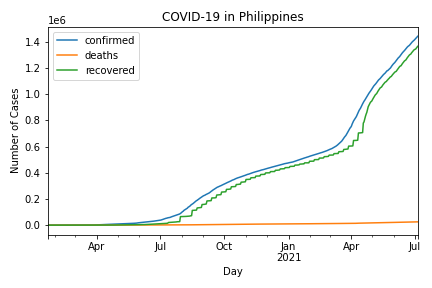 COVID-19 in Philippines
1e6
confirmed
deaths
recovered
1.4
1.2
1.0
0.8
0.6
0.4
0.2
0.0
Number of Cases
Apr
Jul
Oct
Jan
2021
Apr
Jul
Day